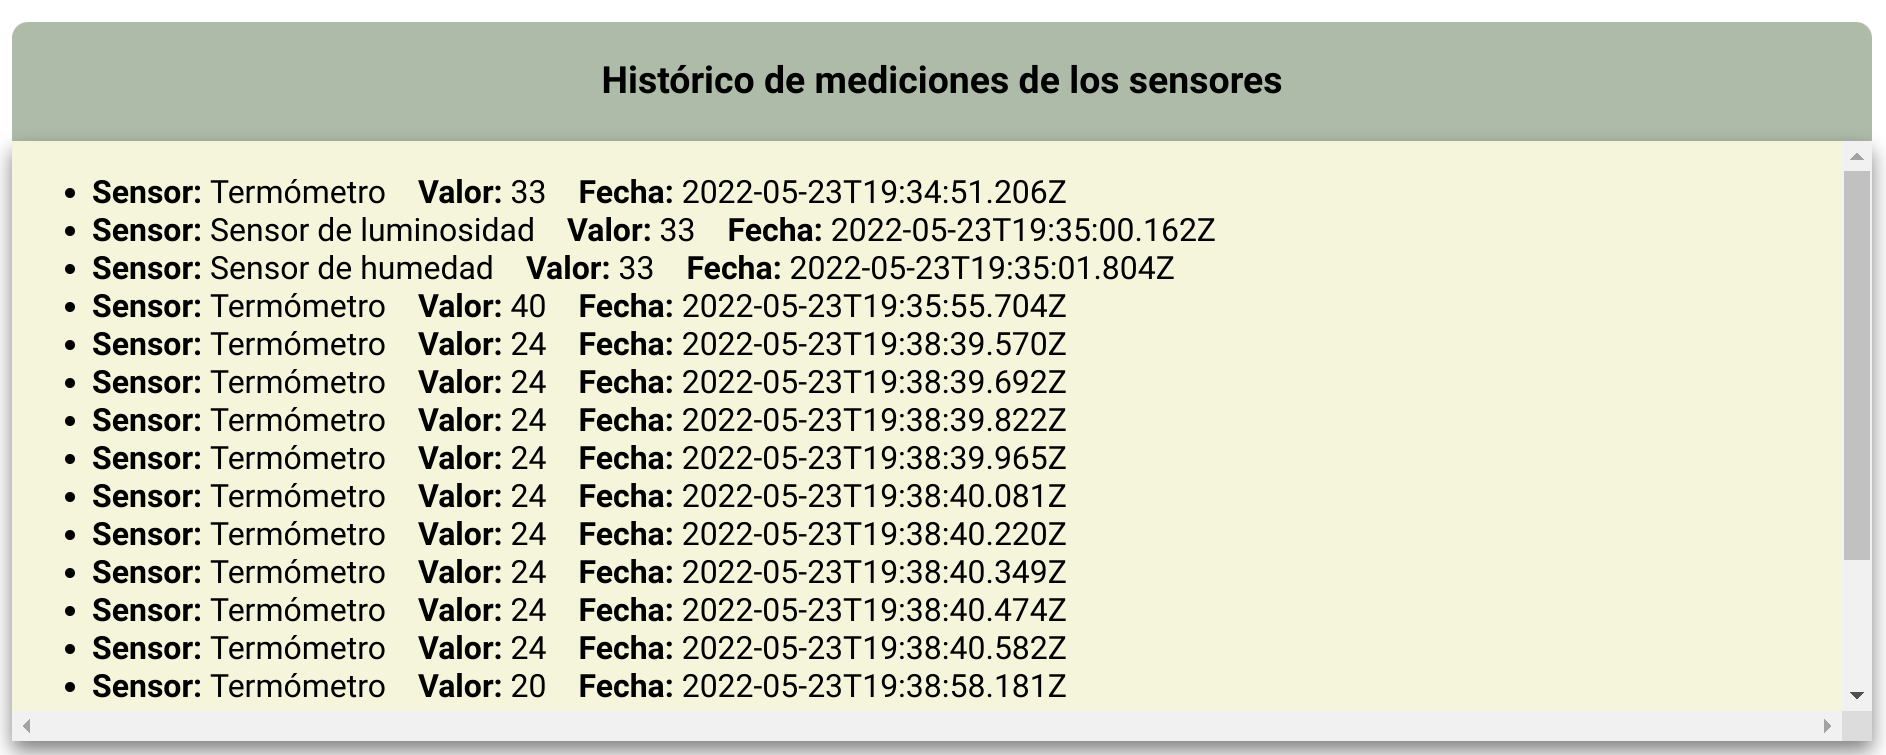 Histórico de mediciones de los sensores
Sensor: Termómetro Valor: 33 Fecha: 2022-05-23T19:34:51.206Z
Sensor: Sensor de luminosidad Valor: 33 Fecha: 2022-05-23T19:35:00.162Z
Sensor: Sensor de humedad Valor: 33 Fecha: 2022-05-23T19:35:01.804Z
Sensor: Termómetro Valor: 40 Fecha: 2022-05-23T19:35:55.704Z
Sensor: Termómetro Valor: 24 Fecha: 2022-05-23T19:38:39.570Z
Sensor: Termómetro Valor: 24 Fecha: 2022-05-23T19:38:39.692Z
Sensor: Termómetro Valor: 24 Fecha: 2022-05-23T19:38:39.822Z
Sensor: Termómetro Valor: 24 Fecha: 2022-05-23T19:38:39.965Z
Sensor: Termómetro Valor: 24 Fecha: 2022-05-23T19:38:40.081Z
Sensor: Termómetro Valor: 24 Fecha: 2022-05-23T19:38:40.220Z
Sensor: Termómetro Valor: 24 Fecha: 2022-05-23T19:38:40.349Z
Sensor: Termómetro Valor: 24 Fecha: 2022-05-23T19:38:40.474Z
Sensor: Termómetro Valor: 24 Fecha: 2022-05-23T19:38:40.582Z
Sensor: Termómetro Valor: 20 Fecha: 2022-05-23T19:38:58.181Z